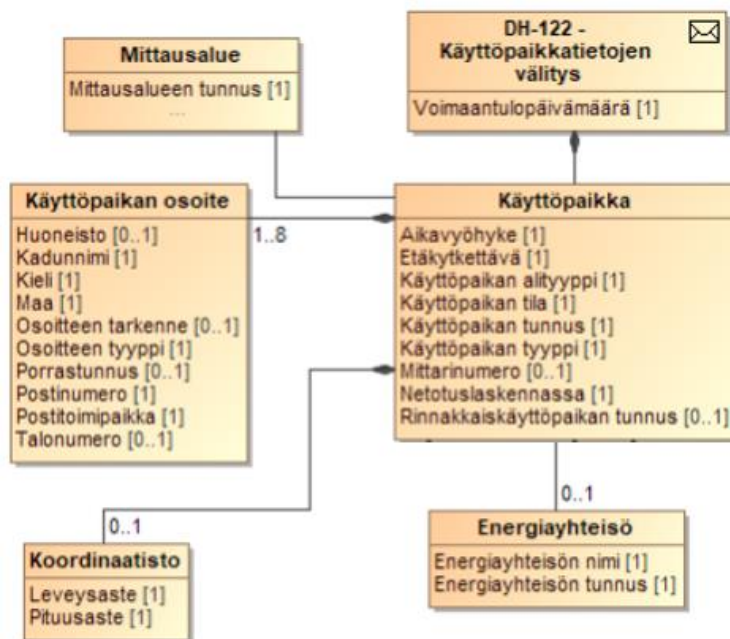 Mittausalue
Mittausalueen tunnus [1]
...
DH-122 -
Käyttöpaikkatietojen
välitys
Voimaantulopäivämäärä [1]
Käyttöpaikan osoite
Huoneisto [0..1]
Kadunnimi [1]
Kieli [1]
Maa [1]
Osoitteen tarkenne [0..1]
Osoitteen tyyppi [1]
Porrastunnus [0..1]
Postinumero [1]
Postitoimipaikka [1]
Talonumero [0..1]
1..8
Käyttöpaikka
Aikavyöhyke [1]
Etäkytkettävä [1]
Käyttöpaikan alityyppi [1]
Käyttöpaikan tila [1]
Käyttöpaikan tunnus [1]
Käyttöpaikan tyyppi [1]
Mittarinumero [0..1]
Netotuslaskennassa [1]
Rinnakkaiskäyttöpaikan tunnus [0..1]
0..1
Koordinaatisto
Leveysaste [1]
Pituusaste [1]
0..1
Energiayhteisö
Energiayhteisön nimi [1]
Energiayhteisön tunnus [1]